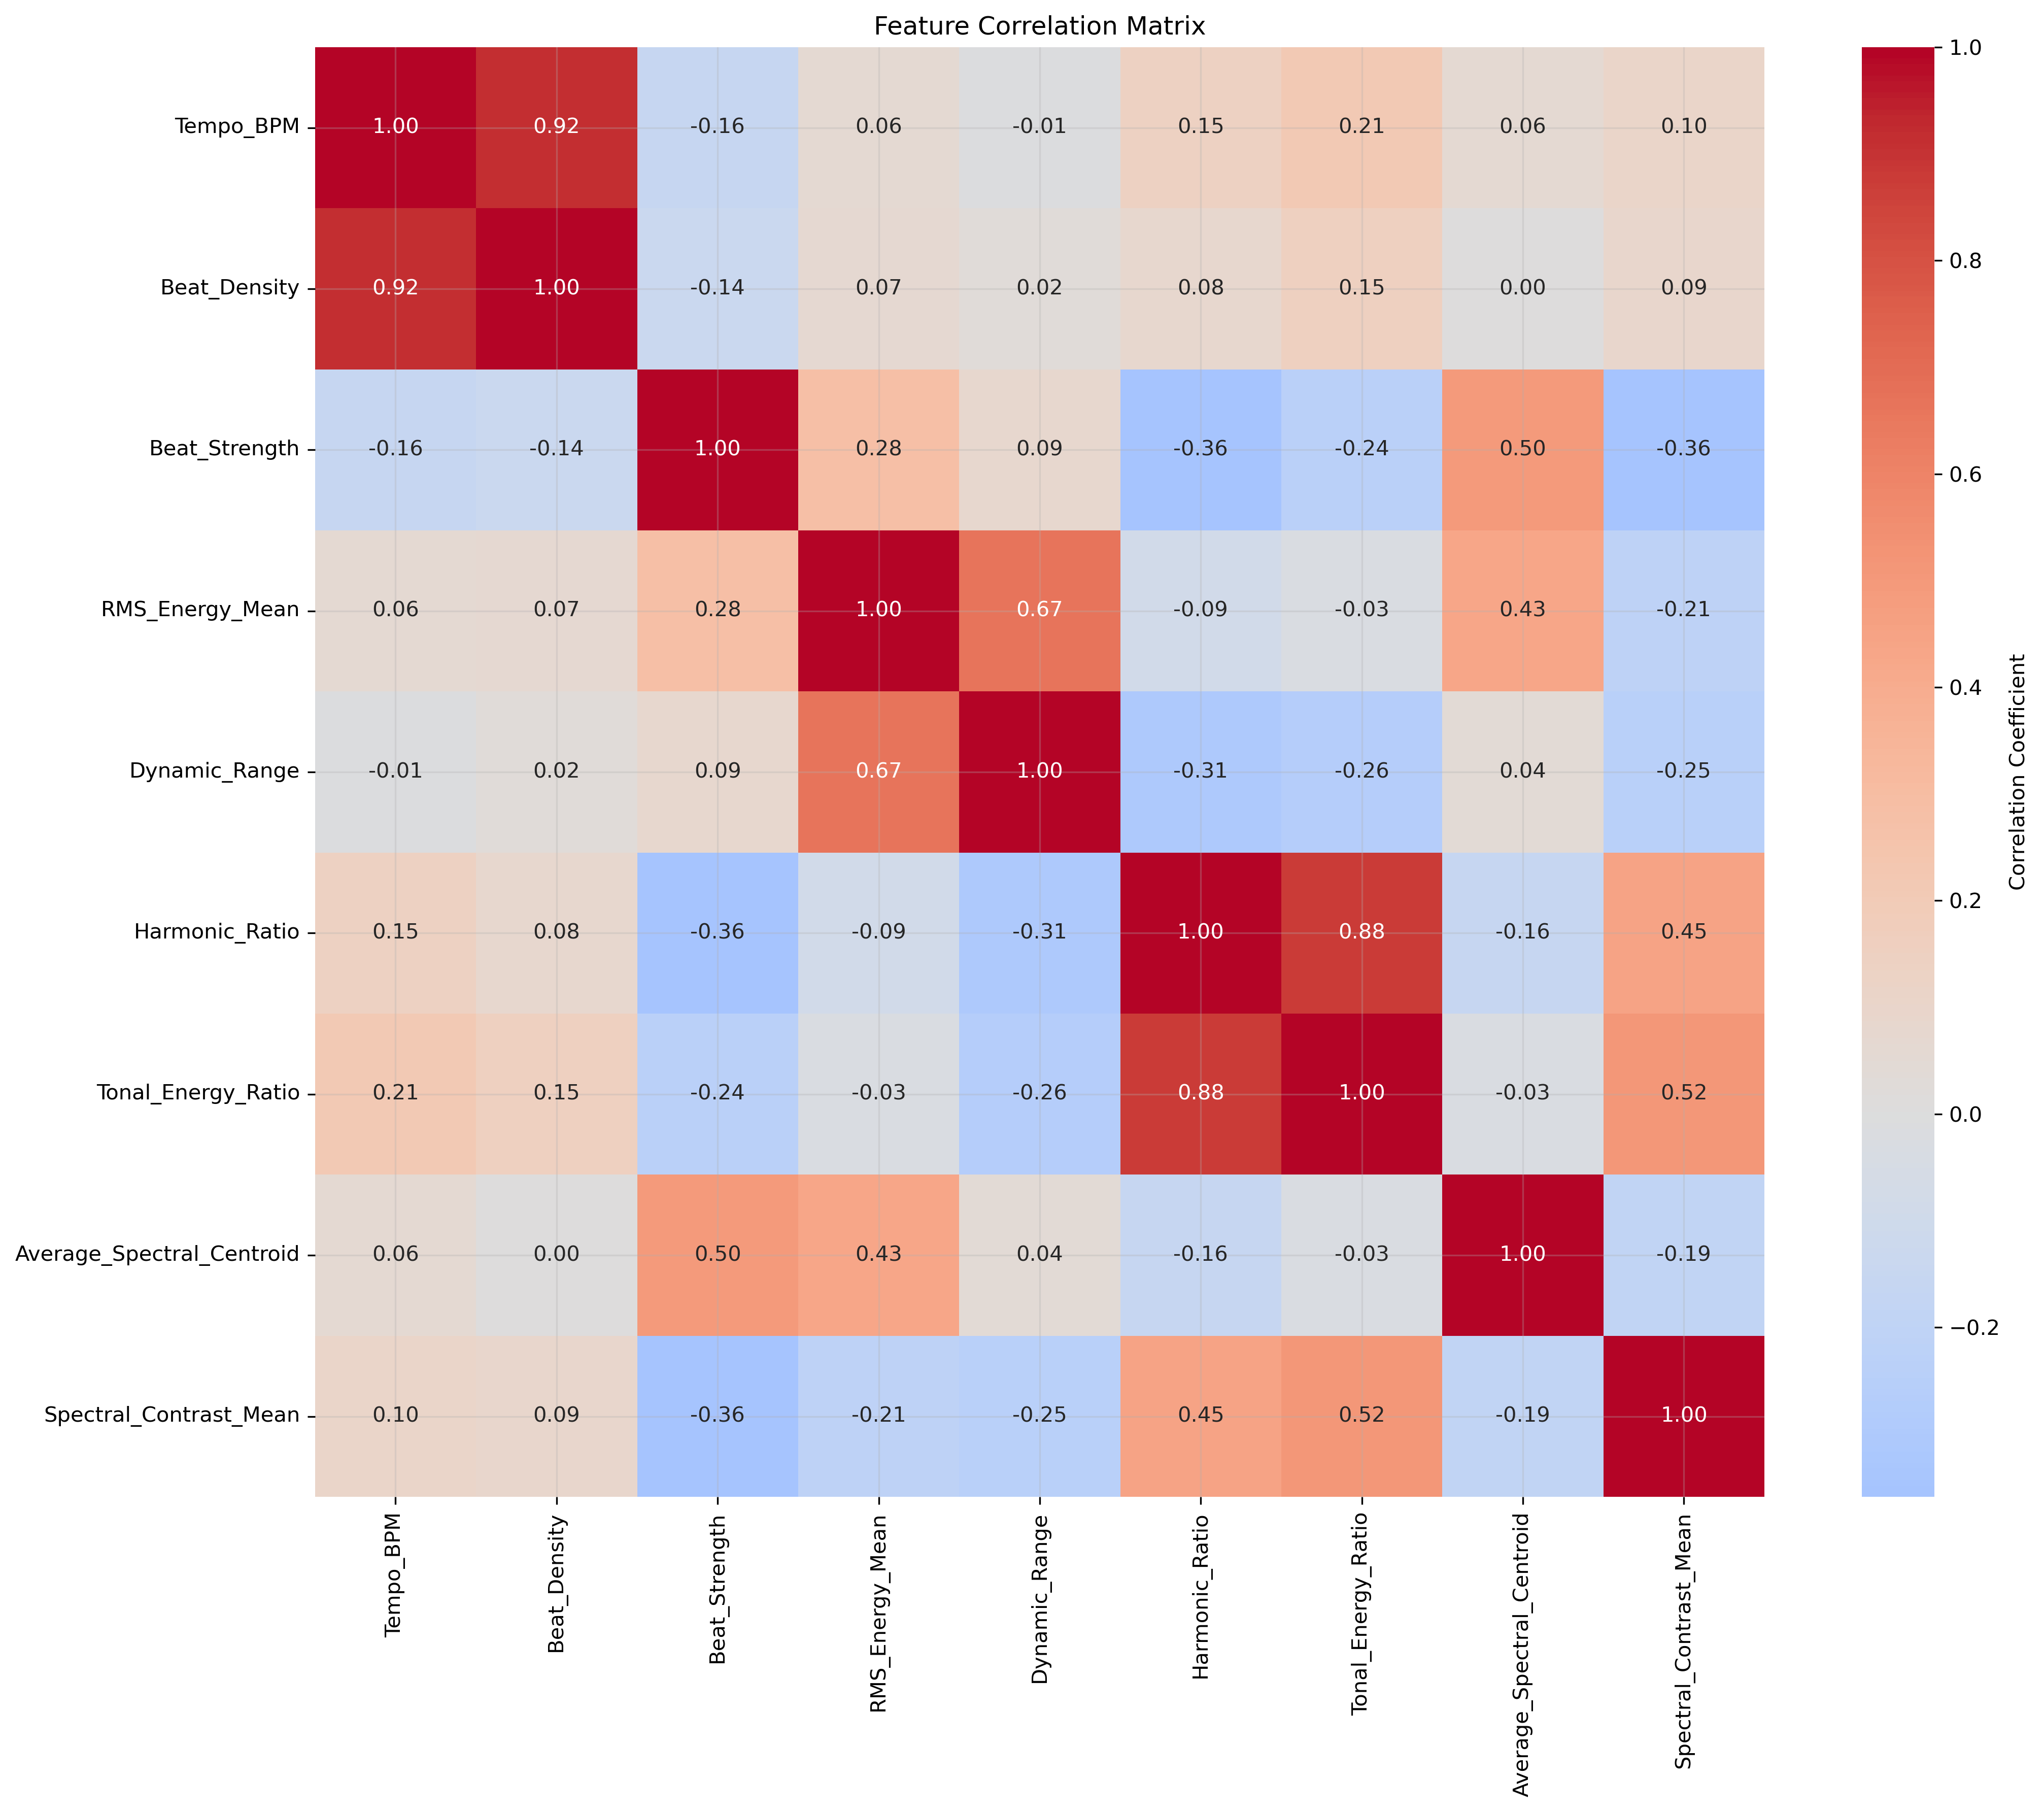 Feature Correlation Matrix
Tempo_BPM 1.00 0.92 -0.16 0.06 -0.01 0.15 0.21 0.06 0.10
Beat_Density 0.92 1.00 -0.14 0.07 0.02 0.08 0.15 0.00 0.09
Beat_Strength -0.16 -0.14 1.00 0.28 0.09 -0.36 -0.24 0.50 -0.36
RMS_Energy_Mean 0.06 0.07 0.28 1.00 0.67 -0.09 -0.03 0.43 -0.21
Dynamic_Range -0.01 0.02 0.09 0.67 1.00 -0.31 -0.26 0.04 -0.25
Harmonic_Ratio 0.15 0.08 -0.36 -0.09 -0.31 1.00 0.88 -0.16 0.45
Tonal_Energy_Ratio 0.21 0.15 -0.24 -0.03 -0.26 0.88 1.00 -0.03 0.52
Average_Spectral_Centroid 0.06 0.00 0.50 0.43 0.04 -0.16 -0.03 1.00 -0.19
Spectral_Contrast_Mean 0.10 0.09 -0.36 -0.21 -0.25 0.45 0.52 -0.19 1.00
Tempo_BPM
Beat_Density
Beat_Strength
RMS_Energy_Mean
Dynamic_Range
Harmonic_Ratio
Tonal_Energy_Ratio
Average_Spectral_Centroid
Spectral_Contrast_Mean
1.0
0.8
0.6
0.4
0.2
0.0
−0.2
Correlation Coefficient